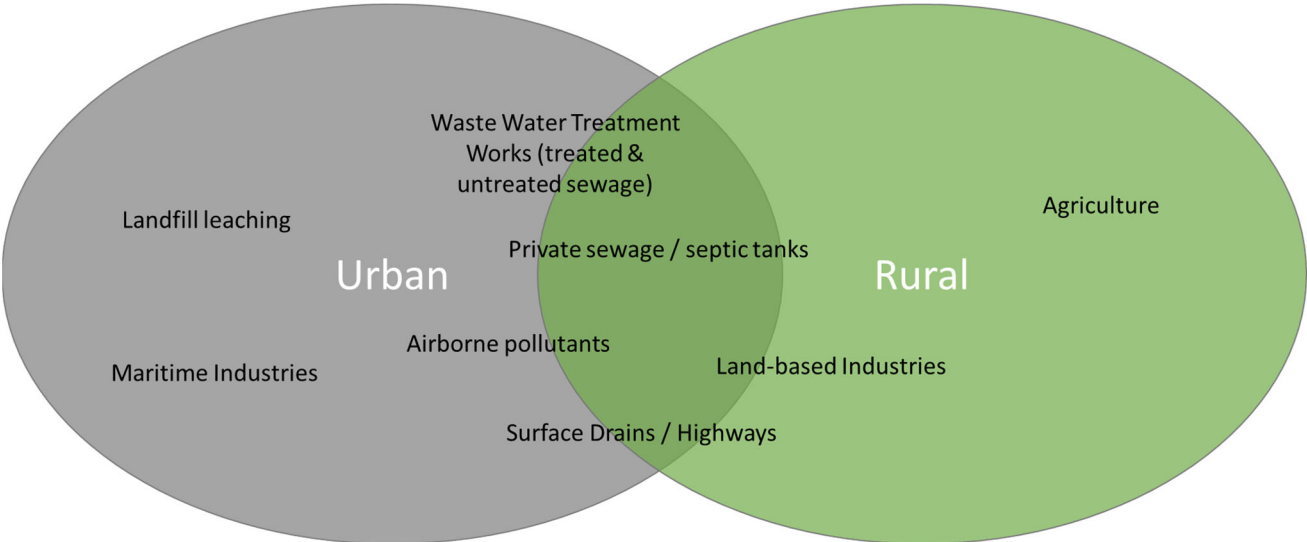 Waste Water Treatment
Works (treated &
untreated sewage)
Landfill leaching
Agriculture
Private sewage / septic tanks
Urban
Rural
Airborne pollutants
Maritime Industries
Land-based Industries
Surface Drains / Highways